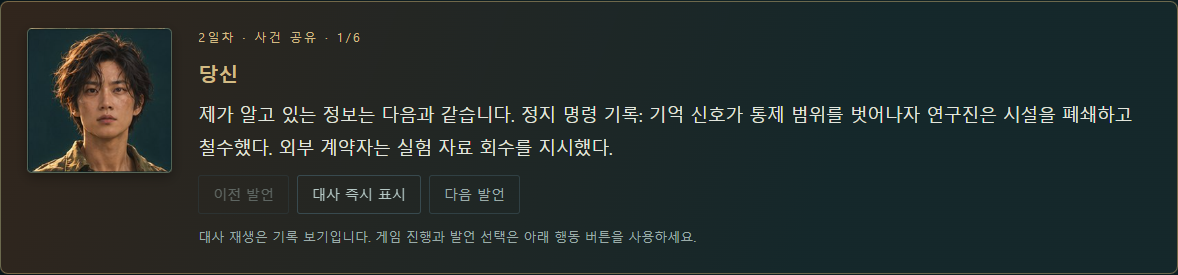 2일차 · 사건 공유 · 1/6
당신
제가 알고 있는 정보는 다음과 같습니다. 정지 명령 기록: 기억 신호가 통제 범위를 벗어나자 연구진은 시설을 폐쇄하고
철수했다. 외부 계약자는 실험 자료 회수를 지시했다.
이전 발언 대사 즉시 표시 다음 발언
대사 재생은 기록 보기입니다. 게임 진행과 발언 선택은 아래 행동 버튼을 사용하세요.